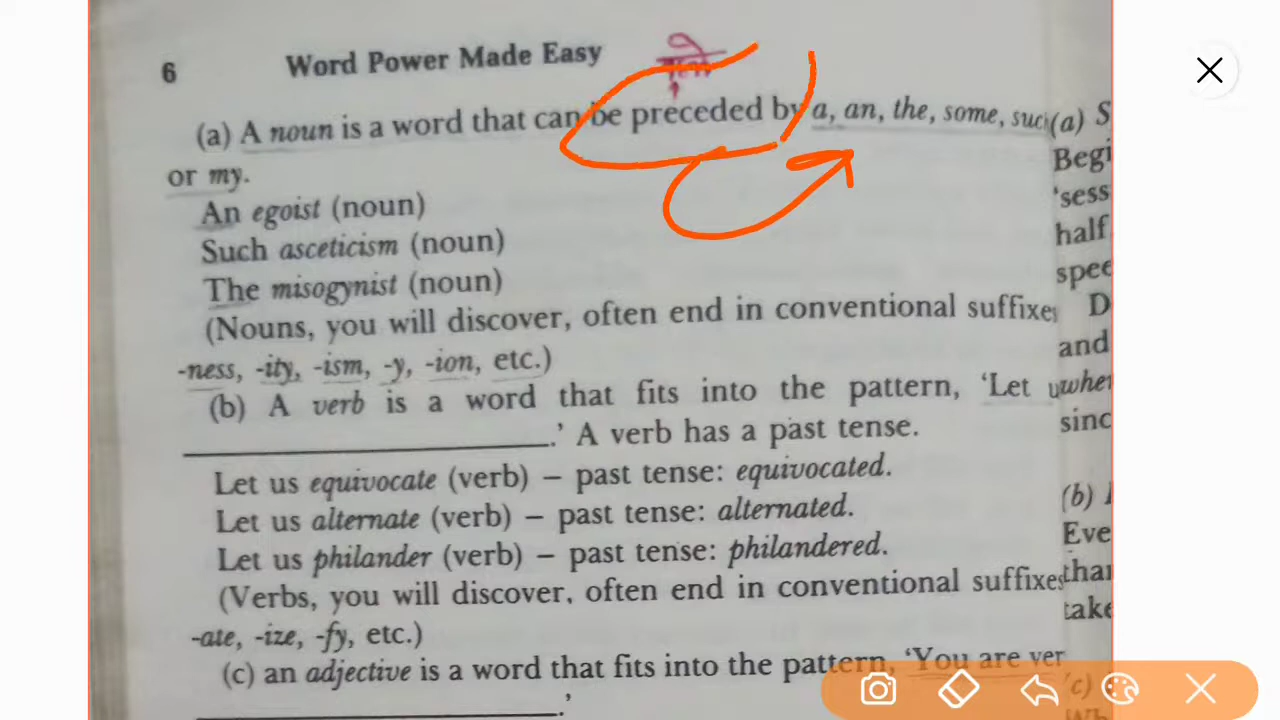 6 Word Power Made Easy
(a) A noun is a word that can be preceded by a, an, the, some, such
or my.
An egoist (noun)
Such asceticism (noun)
The misogynist (noun)
(Nouns, you will discover, often end in conventional suffixes
-ness, -ity, -ism, -y, -ion, etc.)
(b) A verb is a word that fits into the pattern, 'Let u
.' A verb has a past tense.
Let us equivocate (verb) – past tense: equivocated.
Let us alternate (verb) – past tense: alternated.
Let us philander (verb) – past tense: philandered.
(Verbs, you will discover, often end in conventional suffixes
-ate, -ize, -fy, etc.)
(c) an adjective is a word that fits into the pattern, 'You are ver
.'
(a) S
Begi
'sess
half
spee
D
and
when
sinc
(b)
Eve
than
take
(c)